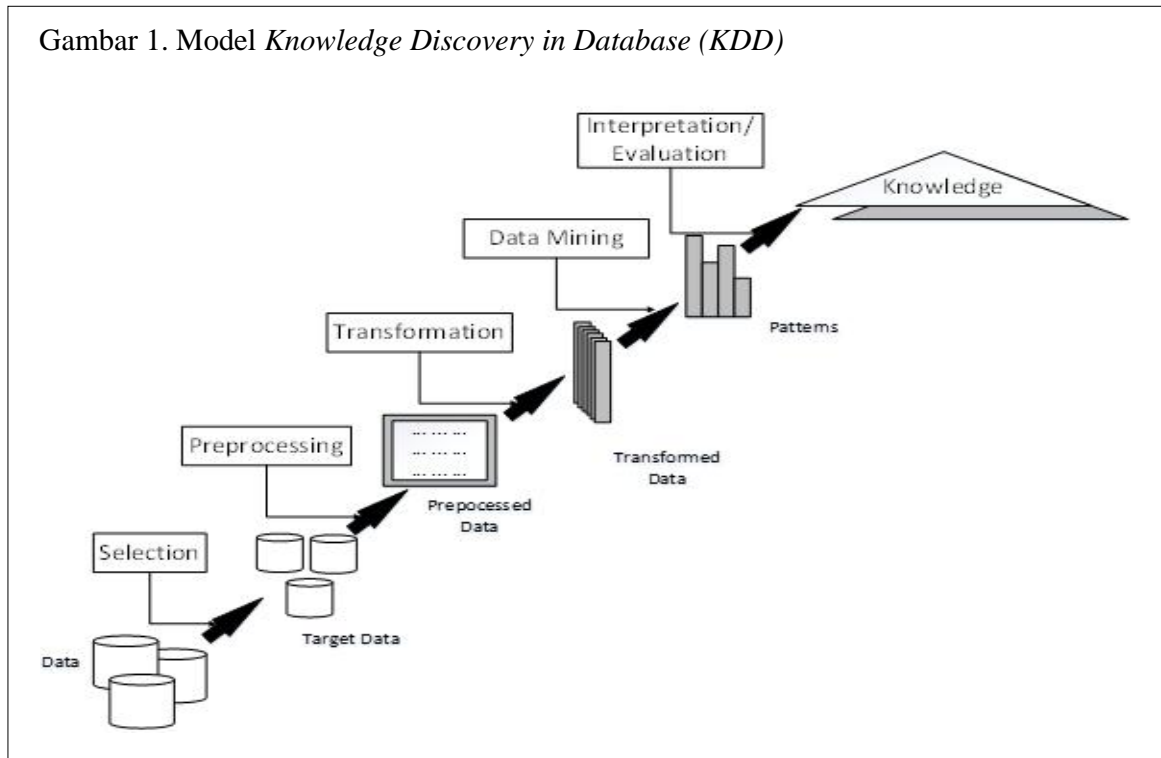 Gambar 1. Model Knowledge Discovery in Database (KDD)
Interpretation/
Evaluation
Knowledge
Data Mining
Patterns
Transformation
Transformed
Data
Preprocessing
... ... ...
... ... ...
... ... ...
Prepocessed
Data
Selection
Target Data
Data